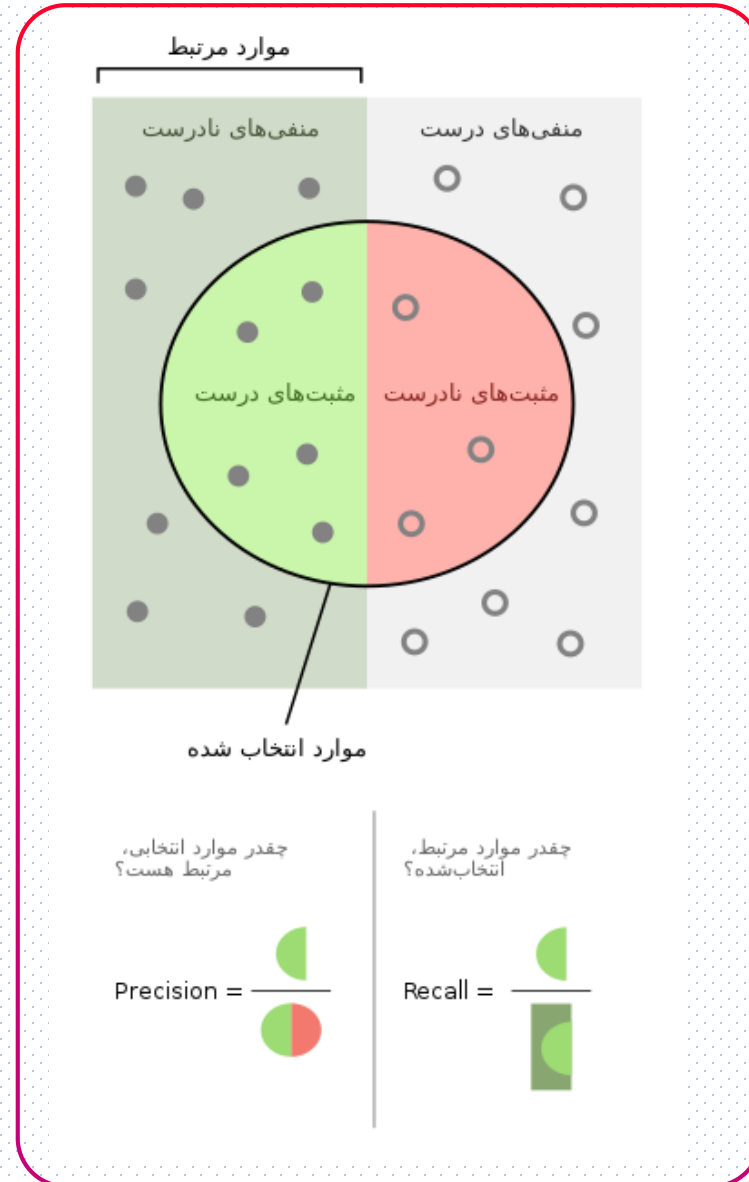 موارد مرتبط
منفی‌های نادرست
منفی‌های درست
مثبت‌های درست
مثبت‌های نادرست
موارد انتخاب شده
چقدر موارد انتخابی،
مرتبط هست؟
Precision =
چقدر موارد مرتبط،
انتخاب‌شده؟
Recall =